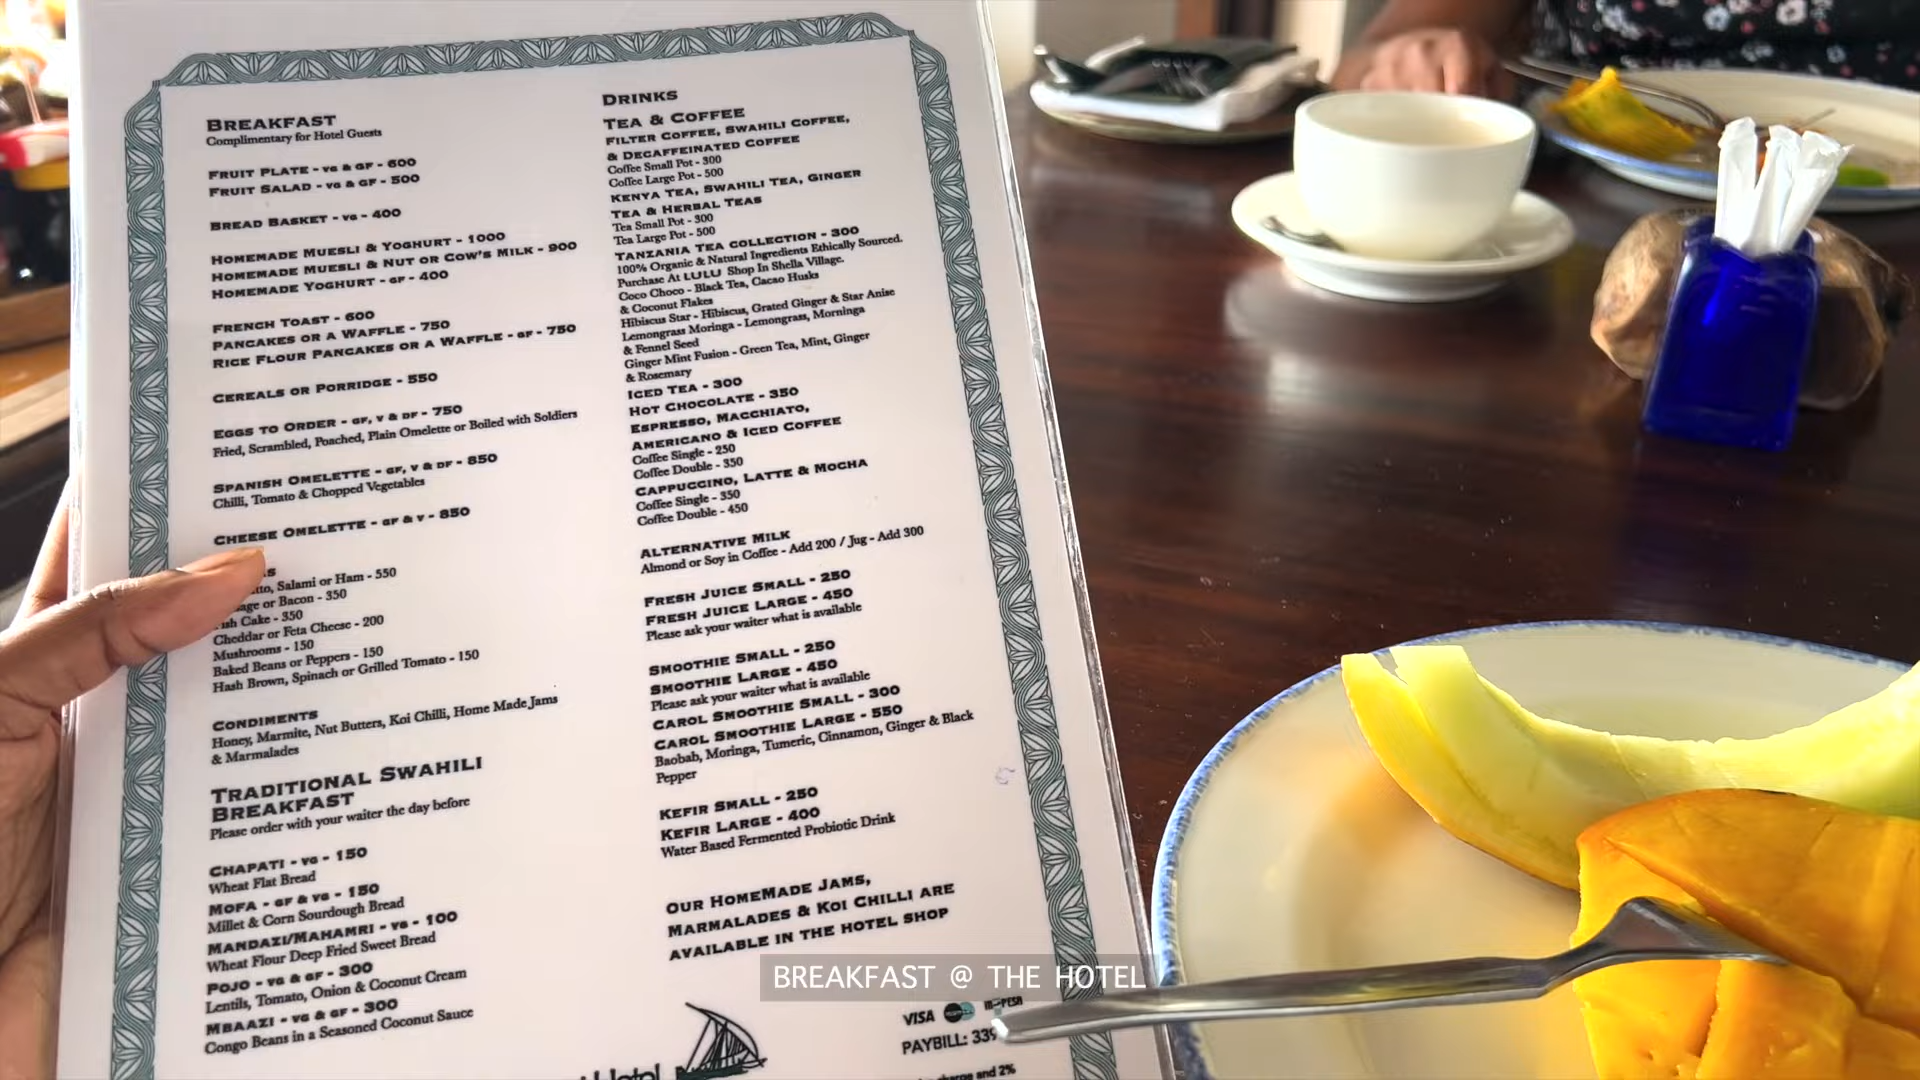 BREAKFAST
Complimentary for Hotel Guests
FRUIT PLATE - VG & GF - 600
FRUIT SALAD - VG & GF - 500
BREAD BASKET - VG - 400
HOMEMADE MUESLI & YOGHURT - 1000
HOMEMADE MUESLI & NUT OR COW'S MILK - 900
HOMEMADE YOGHURT - GF - 400
FRENCH TOAST - 600
PANCAKES OR A WAFFLE - 750
RICE FLOUR PANCAKES OR A WAFFLE - GF - 750
CEREALS OR PORRIDGE - 550
EGGS TO ORDER - GF, V & DF - 750
Fried, Scrambled, Poached, Plain Omelette or Boiled with Soldiers
SPANISH OMELETTE - GF, V & DF - 850
Chilli, Tomato & Chopped Vegetables
CHEESE OMELETTE - GF & V - 850
Salami or Ham - 550
or Bacon - 350
Cake - 350
Cheddar or Feta Cheese - 200
Mushrooms - 150
Baked Beans or Peppers - 150
Hash Brown, Spinach or Grilled Tomato - 150
CONDIMENTS
Honey, Marmite, Nut Butters, Koi Chilli, Home Made Jams
& Marmalades
TRADITIONAL SWAHILI
BREAKFAST
Please order with your waiter the day before
CHAPATI - VG - 150
Wheat Flat Bread
MOFA - GF & VG - 150
Millet & Corn Sourdough Bread
MANDAZI/MAHAMRI - VG - 100
Wheat Flour Deep Fried Sweet Bread
POJO - VG & GF - 300
Lentils, Tomato, Onion & Coconut Cream
MBAAZI - VG & GF - 300
Congo Beans in a Seasoned Coconut Sauce
DRINKS
TEA & COFFEE
FILTER COFFEE, SWAHILI COFFEE,
& DECAFFEINATED COFFEE
Coffee Small Pot - 300
Coffee Large Pot - 500
KENYA TEA, SWAHILI TEA, GINGER
TEA & HERBAL TEAS
Tea Small Pot - 300
Tea Large Pot - 500
TANZANIA TEA COLLECTION - 300
100% Organic & Natural Ingredients Ethically Sourced.
Purchase At LULU Shop In Shella Village.
Coco Choco - Black Tea, Cacao Husks
& Coconut Flakes
Hibiscus Star - Hibiscus, Grated Ginger & Star Anise
Lemongrass Moringa - Lemongrass, Morninga
& Fennel Seed
Ginger Mint Fusion - Green Tea, Mint, Ginger
& Rosemary
ICED TEA - 300
HOT CHOCOLATE - 350
ESPRESSO, MACCHIATO,
AMERICANO & ICED COFFEE
Coffee Single - 250
Coffee Double - 350
CAPPUCCINO, LATTE & MOCHA
Coffee Single - 350
Coffee Double - 450
ALTERNATIVE MILK
Almond or Soy in Coffee - Add 200 / Jug - Add 300
FRESH JUICE SMALL - 250
FRESH JUICE LARGE - 450
Please ask your waiter what is available
SMOOTHIE SMALL - 250
SMOOTHIE LARGE - 450
Please ask your waiter what is available
CAROL SMOOTHIE SMALL - 300
CAROL SMOOTHIE LARGE - 550
Baobab, Moringa, Tumeric, Cinnamon, Ginger & Black
Pepper
KEFIR SMALL - 250
KEFIR LARGE - 400
Water Based Fermented Probiotic Drink
OUR HOMEMADE JAMS,
MARMALADES & KOI CHILLI ARE
AVAILABLE IN THE HOTEL SHOP
BREAKFAST @ THE HOTEL
VISA
PAYBILL:
Hotel
and 2%